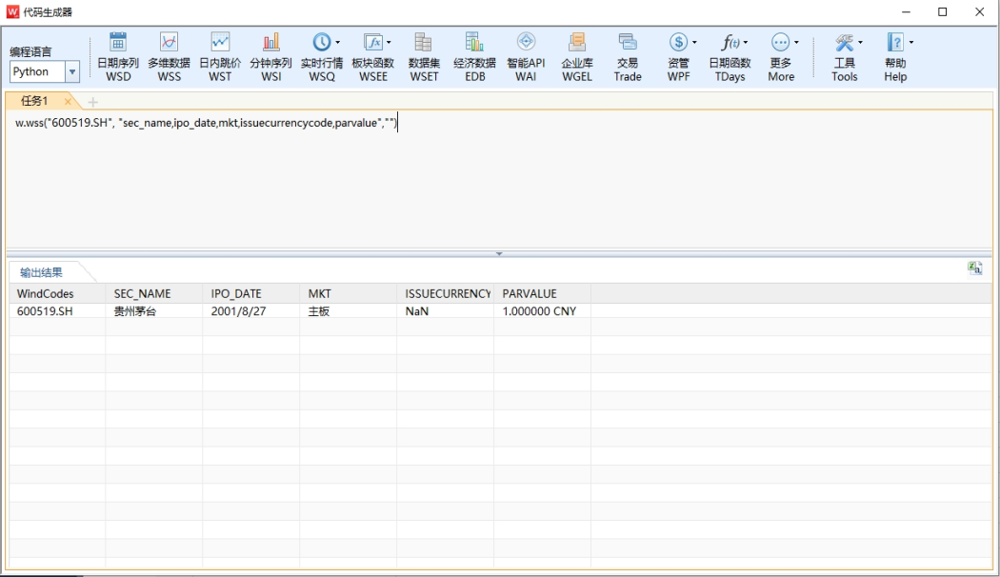 代码生成器
编程语言
Python
日期序列 多维数据 日内跳价 分钟序列 实时行情 板块函数 数据集 经济数据 智能API 企业库 交易 资管 日期函数 更多 工具 帮助
WSD WSS WST WSI WSQ WSEE WSET EDB WAI WGEL Trade WPF TDays More Tools Help
任务1
w.wss("600519.SH", "sec_name,ipo_date,mkt,issuecurrencycode,parvalue","")
输出结果
WindCodes SEC_NAME IPO_DATE MKT ISSUECURRENCY PARVALUE
600519.SH 贵州茅台 2001/8/27 主板 NaN 1.000000 CNY